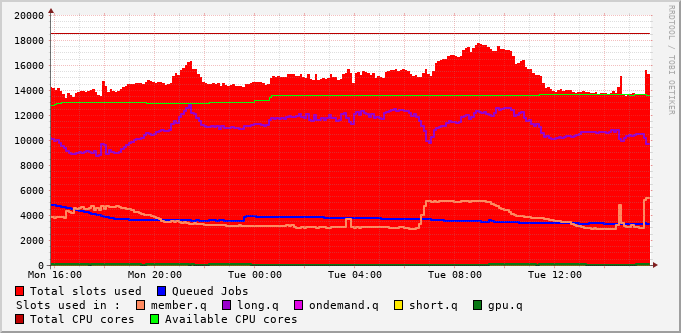 20000
18000
16000
14000
12000
10000
8000
6000
4000
2000
0
Mon 16:00 Mon 20:00 Tue 00:00 Tue 04:00 Tue 08:00 Tue 12:00
Total slots used Queued Jobs
Slots used in : member.q long.q ondemand.q short.q gpu.q
Total CPU cores Available CPU cores
RRDTOOL / TOBI OETIKER